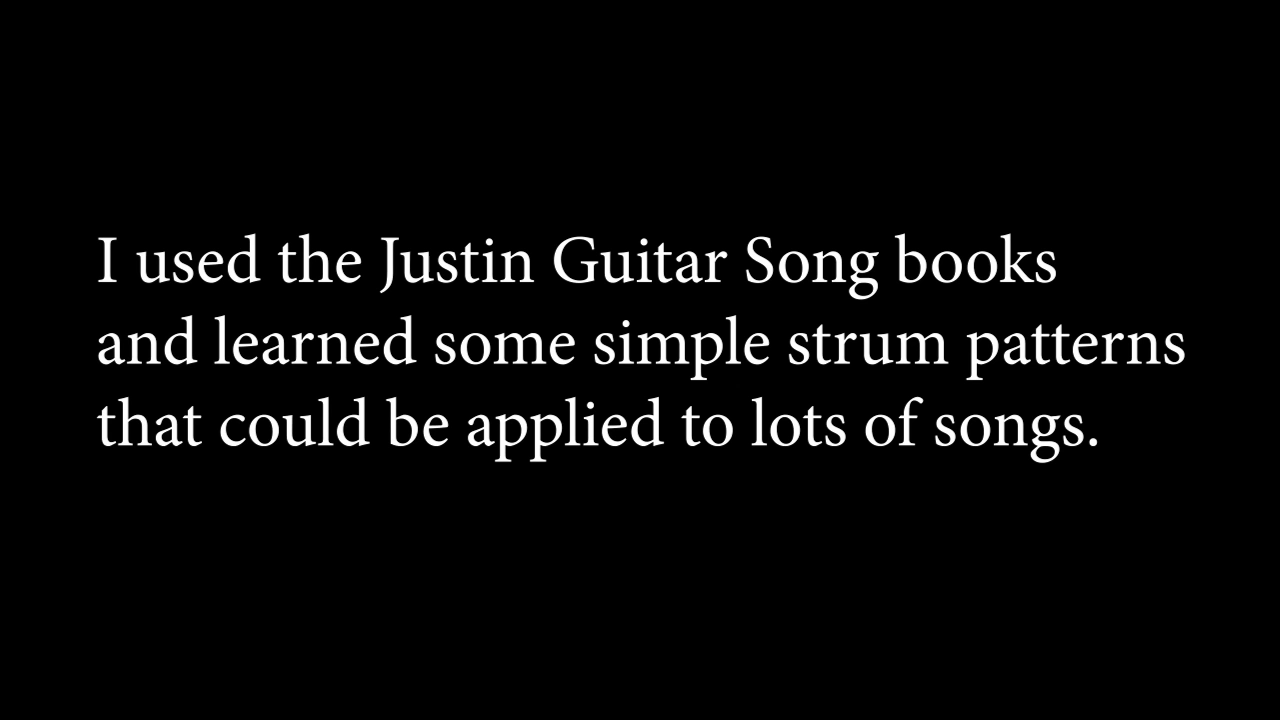 I used the Justin Guitar Song books
and learned some simple strum patterns
that could be applied to lots of songs.